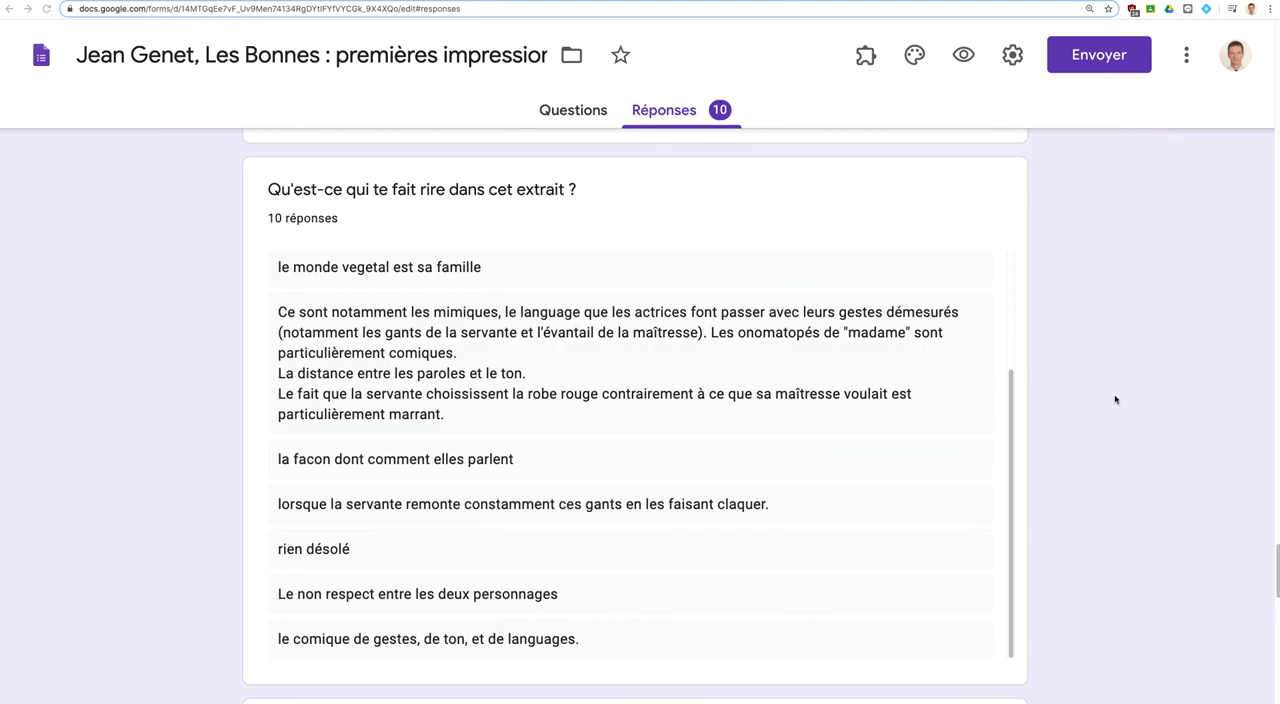 docs.google.com/forms/d/14MTGqEe7vF_Uv9Men74134RgDYtlFYfVYCGk_9X4XQo/edit#responses
24
Jean Genet, Les Bonnes : premières impression
Envoyer
Questions
Réponses 10
Qu'est-ce qui te fait rire dans cet extrait ?
10 réponses
le monde vegetal est sa famille
Ce sont notamment les mimiques, le language que les actrices font passer avec leurs gestes démesurés
(notamment les gants de la servante et l'évantail de la maîtresse). Les onomatopés de "madame" sont
particulièrement comiques.
La distance entre les paroles et le ton.
Le fait que la servante choississent la robe rouge contrairement à ce que sa maîtresse voulait est
particulièrement marrant.
la facon dont comment elles parlent
lorsque la servante remonte constamment ces gants en les faisant claquer.
rien désolé
Le non respect entre les deux personnages
le comique de gestes, de ton, et de languages.